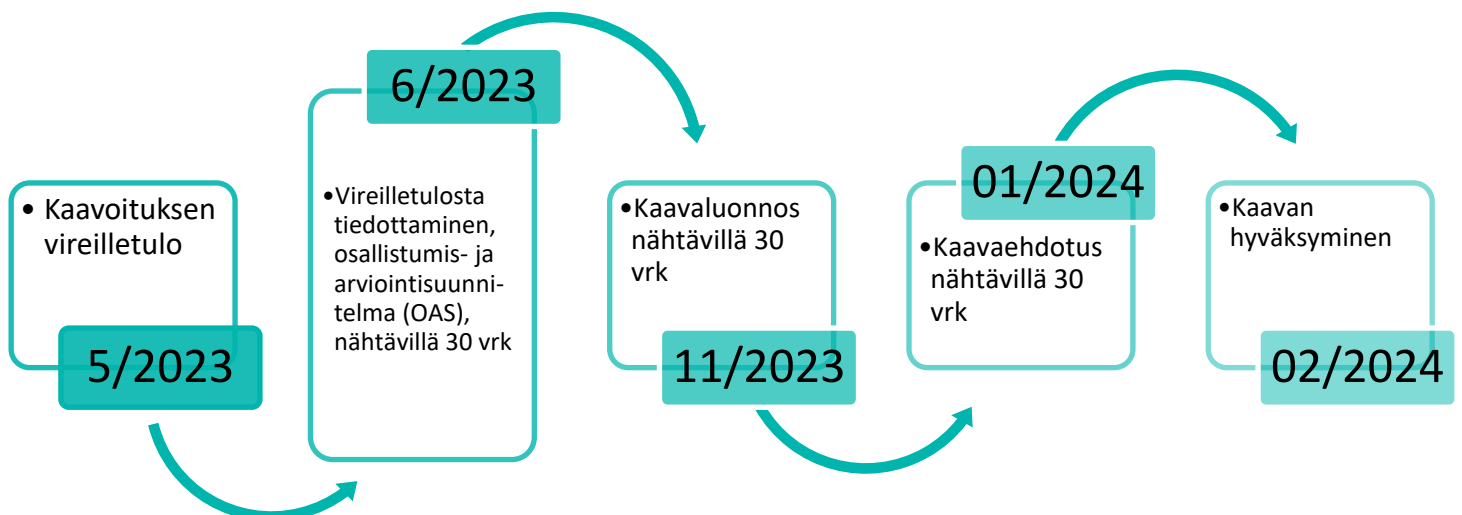 • Kaavoituksen
vireilletulo
5/2023
6/2023
•Vireilletulosta
tiedottaminen,
osallistumis- ja
arviointisuunni-
telma (OAS),
nähtävillä 30 vrk
•Kaavaluonnos
nähtävillä 30
vrk
11/2023
01/2024
•Kaavaehdotus
nähtävillä 30
vrk
•Kaavan
hyväksyminen
02/2024